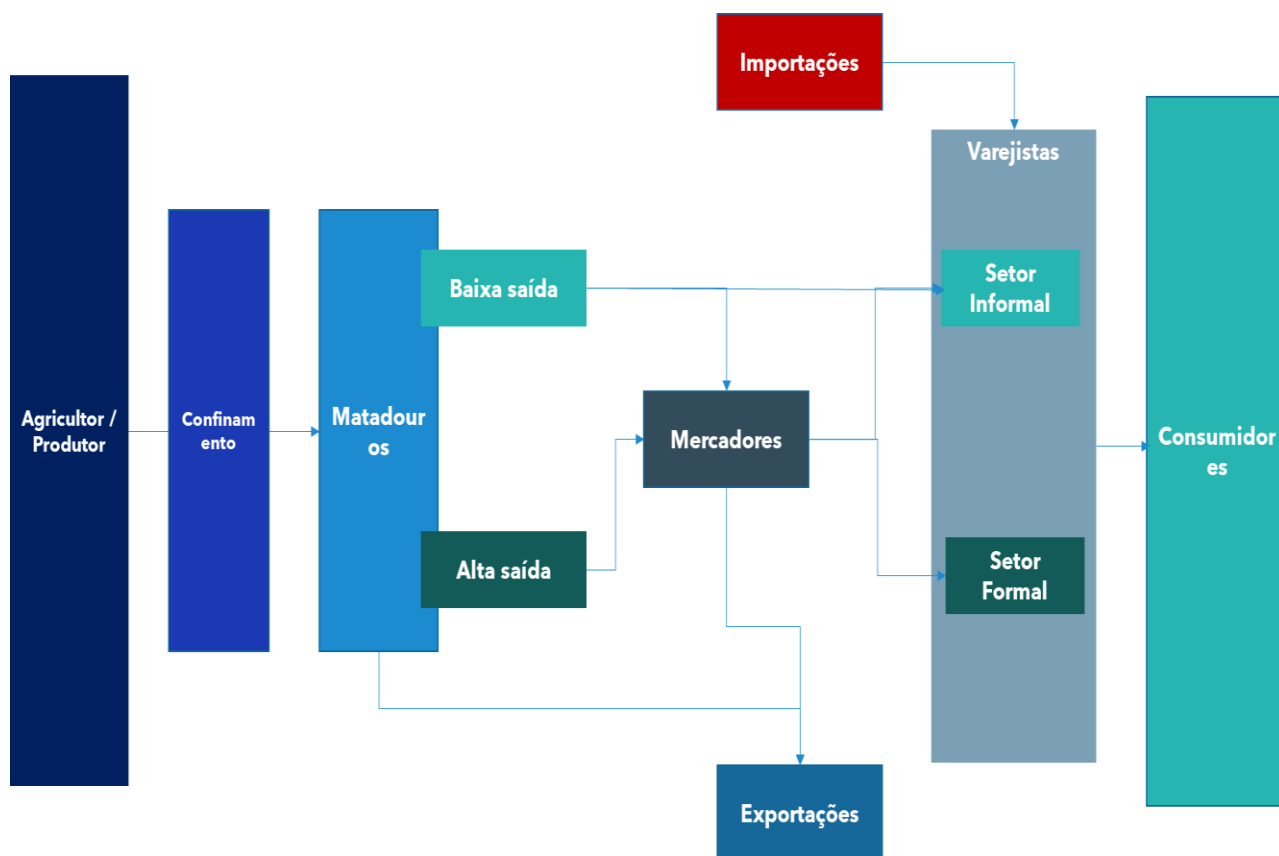 Importações
Varejistas
Baixa saída
Setor
Informal
Agricultor /
Produtor
Confinam
ento
Matadour
os
Mercadores
Consumidor
es
Alta saída
Setor
Formal
Exportações